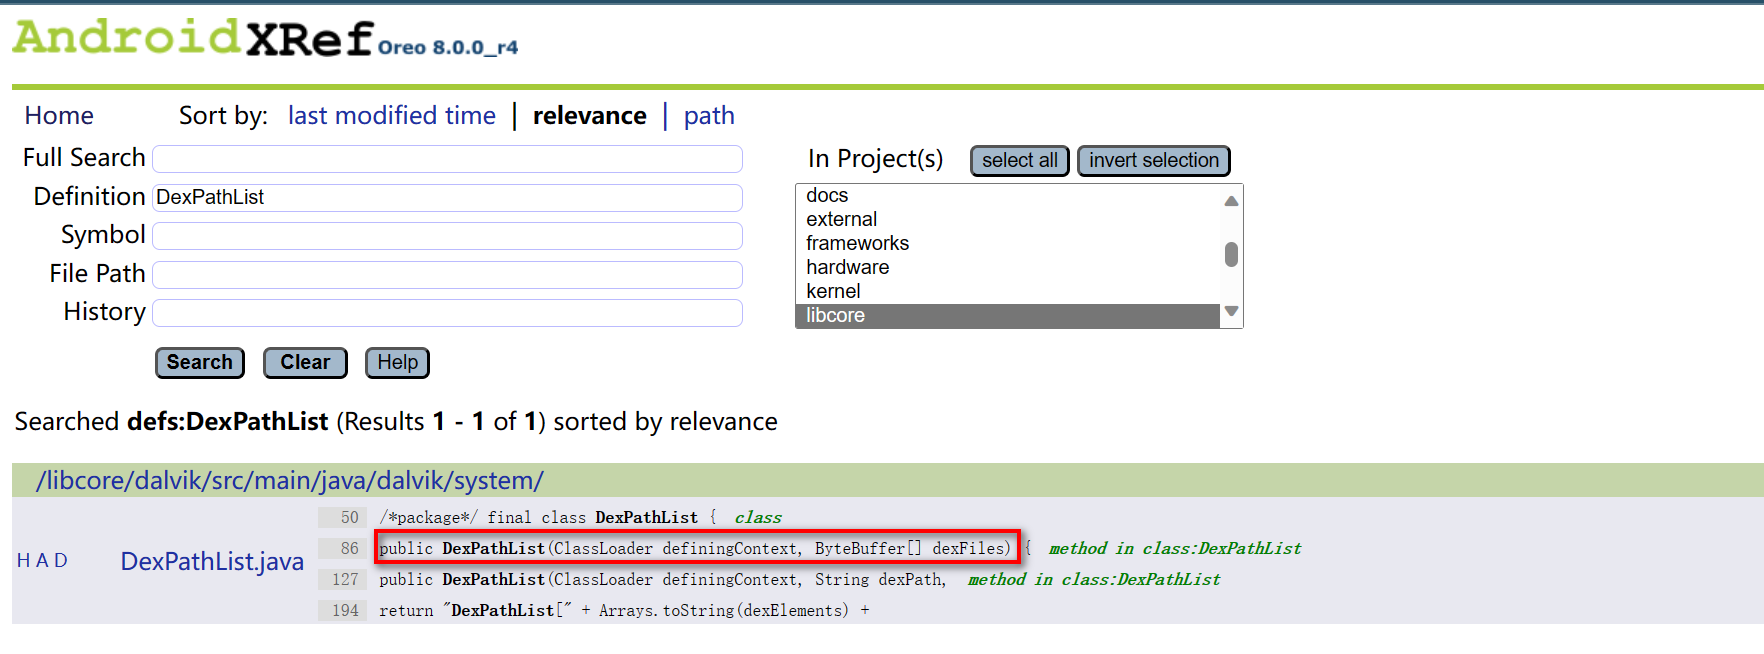 AndroidXRef Oreo 8.0.0_r4
Home Sort by: last modified time | relevance | path
Full Search In Project(s) select all invert selection
Definition DexPathList
docs
external
Symbol
frameworks
File Path
hardware
kernel
History
libcore
Search Clear Help
Searched defs:DexPathList (Results 1 - 1 of 1) sorted by relevance
/libcore/dalvik/src/main/java/dalvik/system/
H A D DexPathList.java
50 /*package*/ final class DexPathList { class
86 public DexPathList(ClassLoader definingContext, ByteBuffer[] dexFiles) { method in class:DexPathList
127 public DexPathList(ClassLoader definingContext, String dexPath, method in class:DexPathList
194 return "DexPathList[" + Arrays.toString(dexElements) +